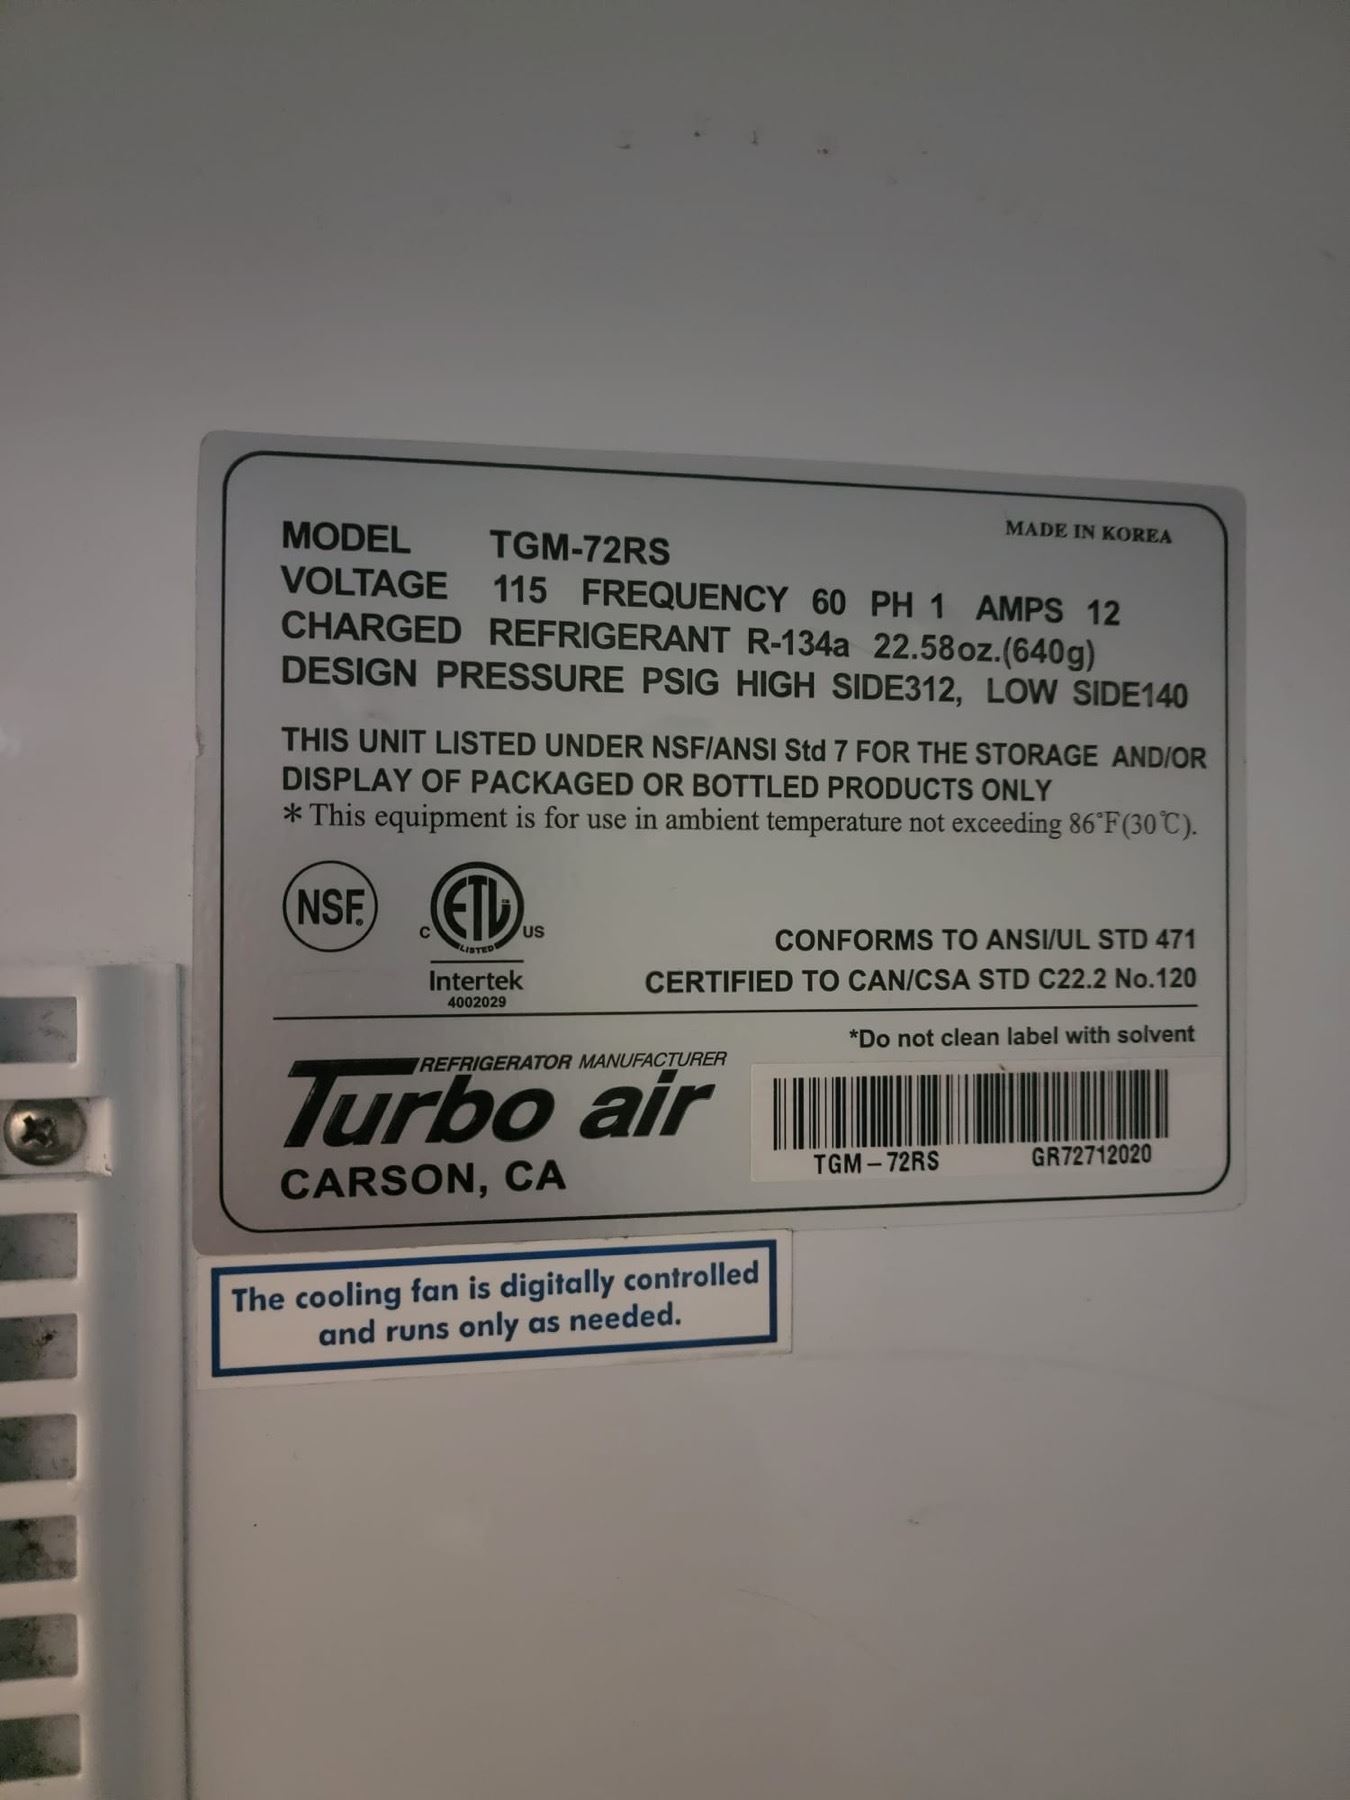 MADE IN KOREA
MODEL TGM-72RS
VOLTAGE 115 FREQUENCY 60 PH 1 AMPS 12
CHARGED REFRIGERANT R-134a 22.58oz.(640g)
DESIGN PRESSURE PSIG HIGH SIDE312, LOW SIDE140
THIS UNIT LISTED UNDER NSF/ANSI Std 7 FOR THE STORAGE AND/OR
DISPLAY OF PACKAGED OR BOTTLED PRODUCTS ONLY
* This equipment is for use in ambient temperature not exceeding 86°F(30℃).
NSF®
C ETL US
LISTED
Intertek
4002029
CONFORMS TO ANSI/UL STD 471
CERTIFIED TO CAN/CSA STD C22.2 No.120
*Do not clean label with solvent
REFRIGERATOR MANUFACTURER
Turbo air
CARSON, CA
TGM-72RS GR72712020
The cooling fan is digitally controlled
and runs only as needed.